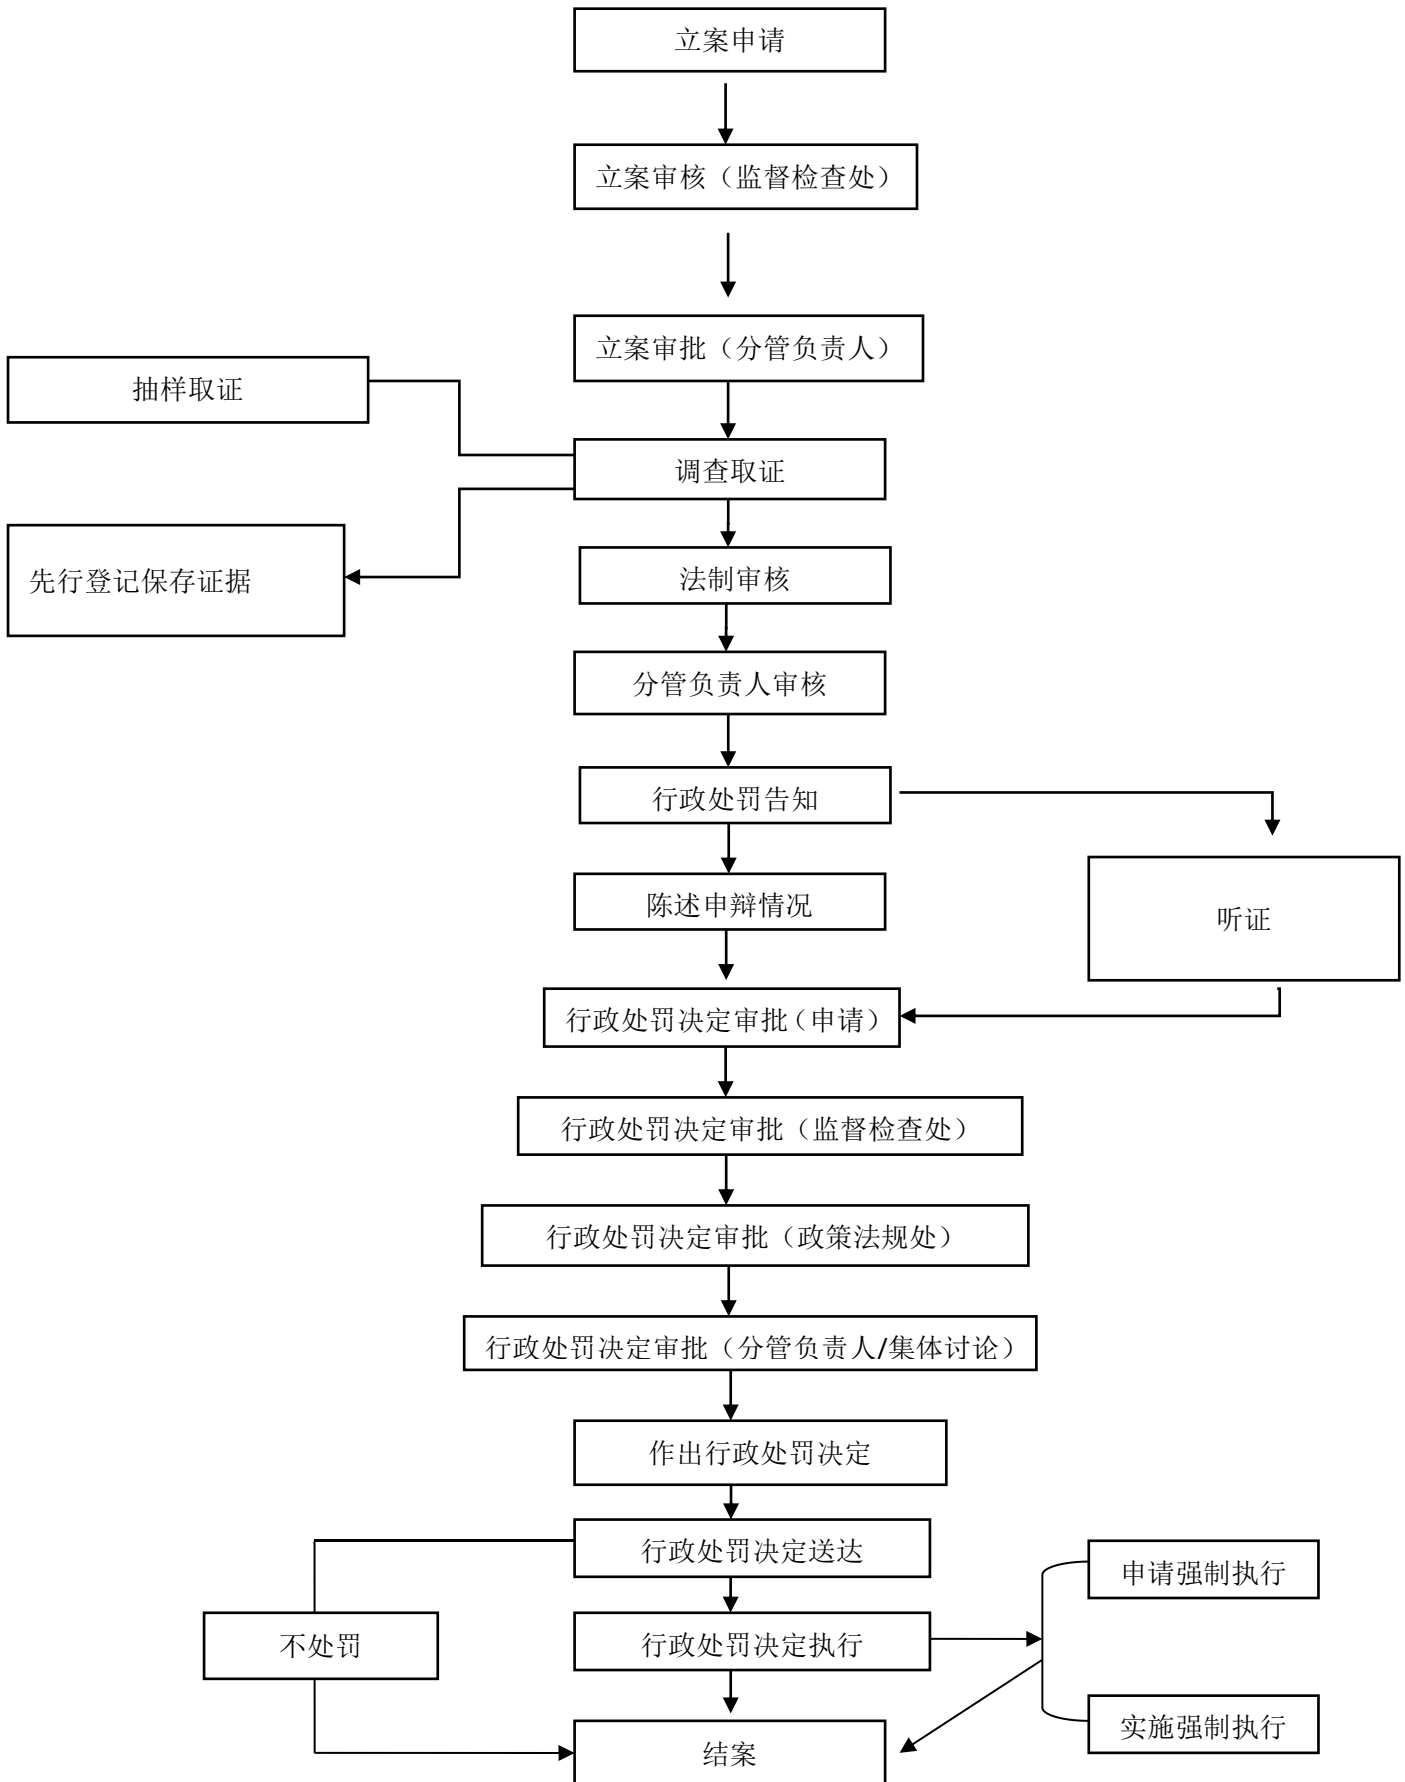 立案申请
立案审核（监督检查处）
立案审批（分管负责人）
抽样取证
调查取证
先行登记保存证据
法制审核
分管负责人审核
行政处罚告知
陈述申辩情况
听证
行政处罚决定审批（申请）
行政处罚决定审批（监督检查处）
行政处罚决定审批（政策法规处）
行政处罚决定审批（分管负责人/集体讨论）
作出行政处罚决定
行政处罚决定送达
申请强制执行
不处罚
行政处罚决定执行
实施强制执行
结案